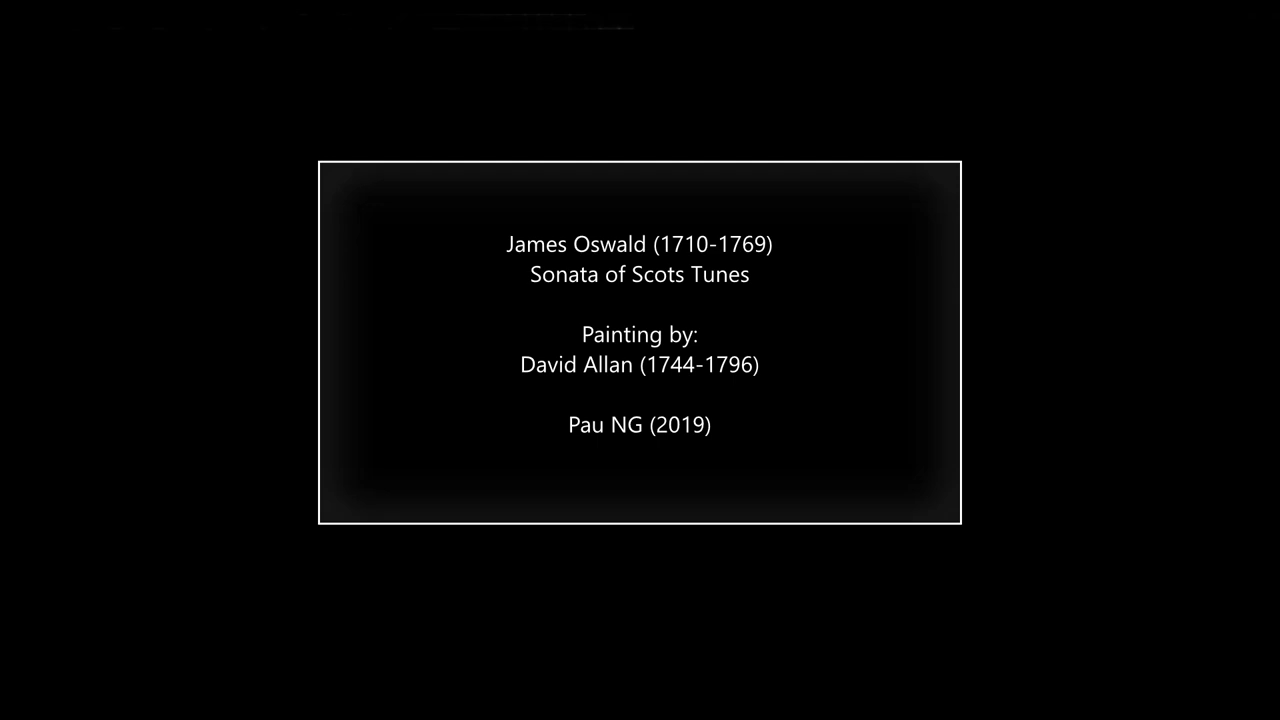 James Oswald (1710-1769)
Sonata of Scots Tunes
Painting by:
David Allan (1744-1796)
Pau NG (2019)